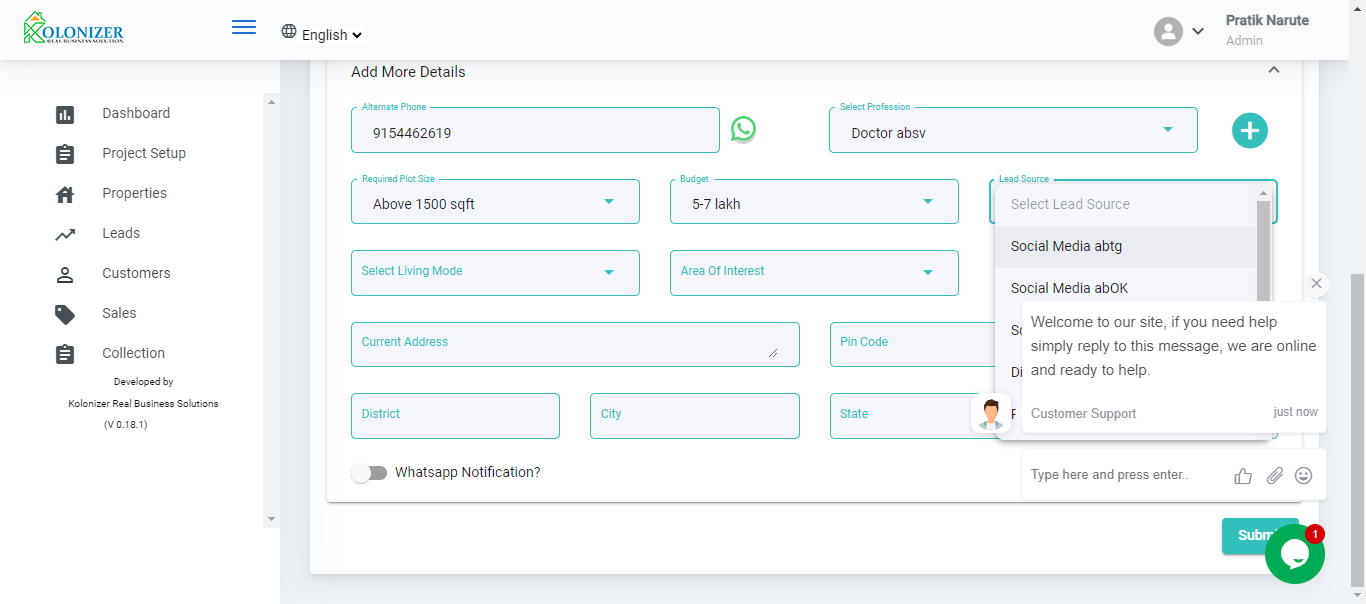 KOLONIZER
REAL BUSINESS SOLUTION
English
Pratik Narute
Admin
Dashboard
Project Setup
Properties
Leads
Customers
Sales
Collection
Developed by
Kolonizer Real Business Solutions
(V 0.18.1)
Add More Details
Alternate Phone
9154462619
Select Profession
Doctor absv
Required Plot Size
Above 1500 sqft
Budget
5-7 lakh
Lead Source
Select Lead Source
Social Media abtg
Social Media abOK
Select Living Mode
Area Of Interest
Current Address
Pin Code
District
City
State
Whatsapp Notification?
Welcome to our site, if you need help
simply reply to this message, we are online
and ready to help.
Customer Support
just now
Type here and press enter..
1